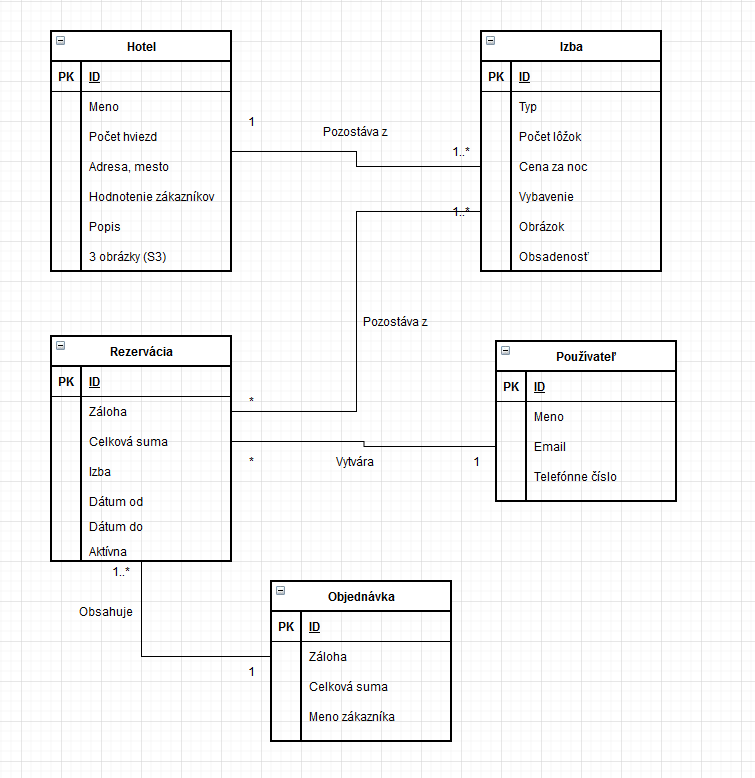 Hotel
PK ID
Meno
Počet hviezd
Adresa, mesto
Hodnotenie zákazníkov
Popis
3 obrázky (S3)
1
Pozostáva z
1..*
Izba
PK ID
Typ
Počet lôžok
Cena za noc
Vybavenie
Obrázok
Obsadenosť
1..*
Pozostáva z
*
Rezervácia
PK ID
Záloha
Celková suma
Izba
Dátum od
Dátum do
Aktívna
*
Vytvára
1
Používateľ
PK ID
Meno
Email
Telefónne číslo
1..*
Obsahuje
1
Objednávka
PK ID
Záloha
Celková suma
Meno zákazníka